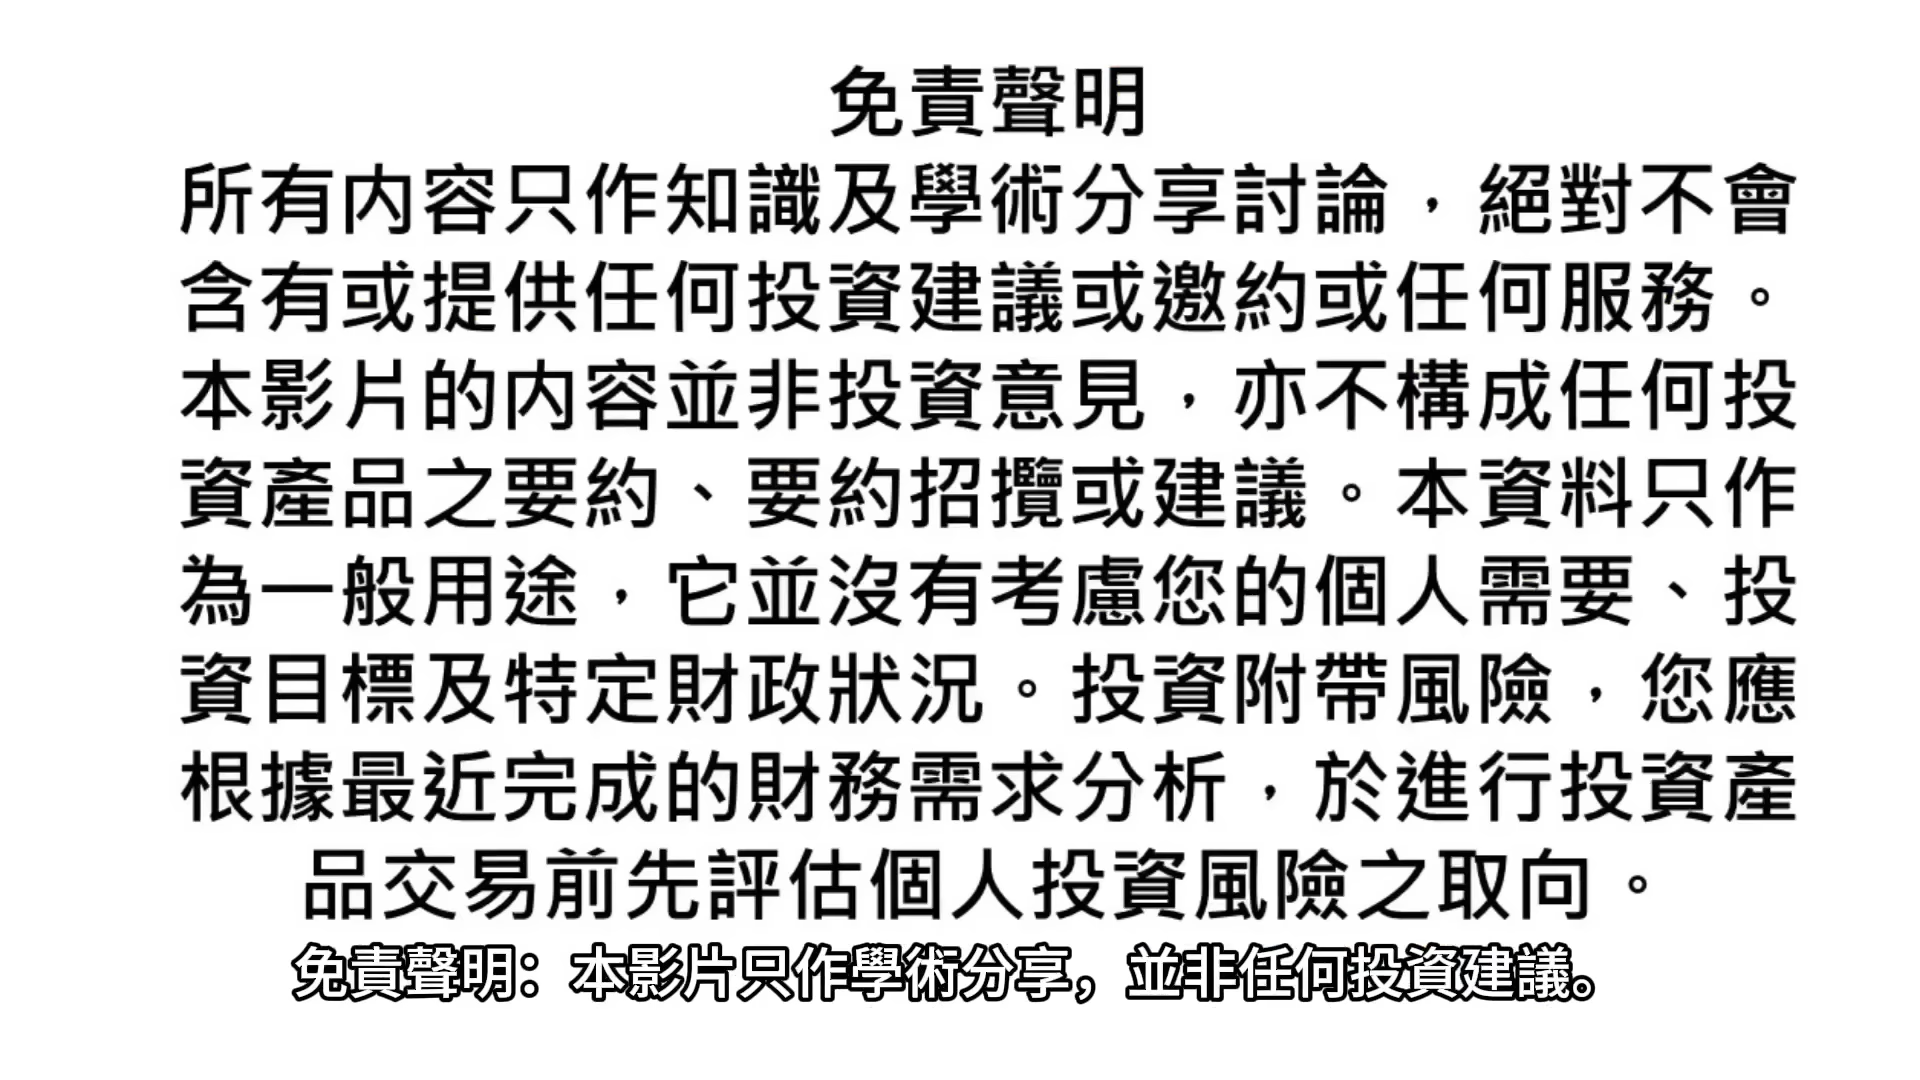 免責聲明
所有内容只作知識及學術分享討論，絕對不會
含有或提供任何投資建議或邀約或任何服務。
本影片的内容並非投資意見，亦不構成任何投
資產品之要約、要約招攬或建議。本資料只作
為一般用途，它並沒有考慮您的個人需要、投
資目標及特定財政狀況。投資附帶風險，您應
根據最近完成的財務需求分析，於進行投資產
品交易前先評估個人投資風險之取向。
免責聲明：本影片只作學術分享，並非任何投資建議。